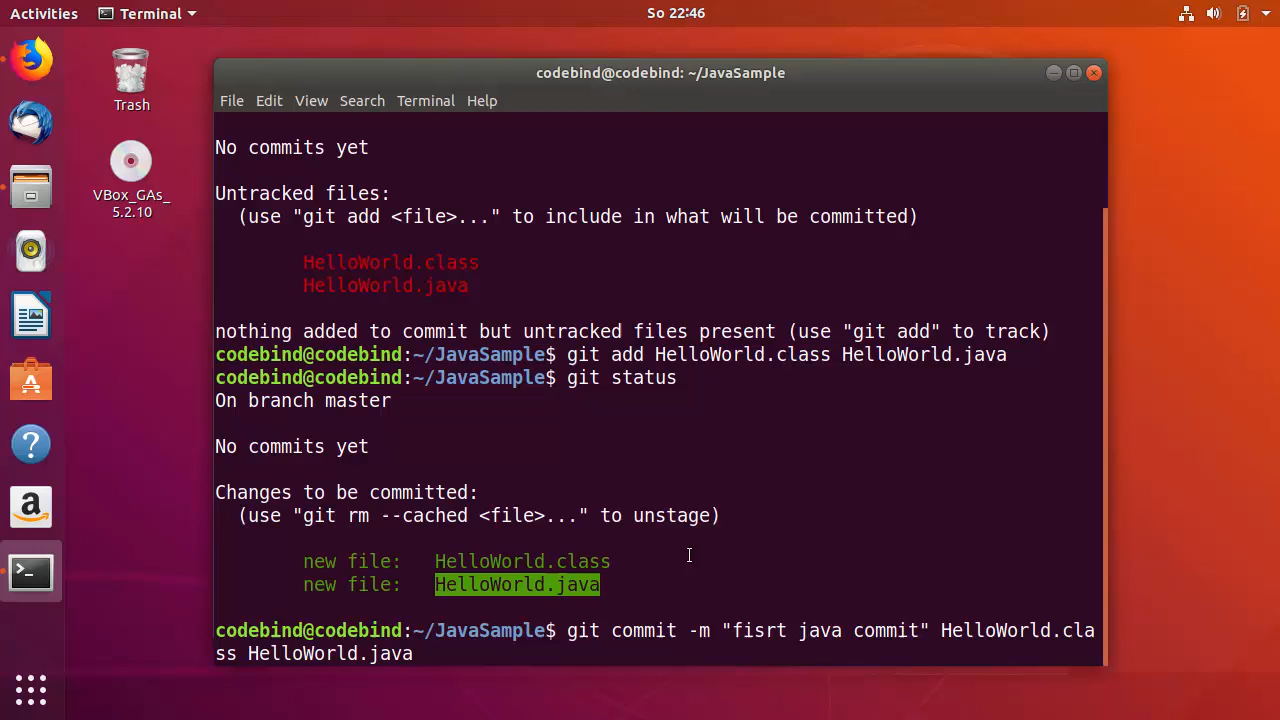 Activities Terminal So 22:46
Trash
VBox_GAs_
5.2.10
codebind@codebind: ~/JavaSample
File Edit View Search Terminal Help
No commits yet
Untracked files:
(use "git add <file>..." to include in what will be committed)
HelloWorld.class
HelloWorld.java
nothing added to commit but untracked files present (use "git add" to track)
codebind@codebind:~/JavaSample$ git add HelloWorld.class HelloWorld.java
codebind@codebind:~/JavaSample$ git status
On branch master
No commits yet
Changes to be committed:
(use "git rm --cached <file>..." to unstage)
new file:   HelloWorld.class
new file:   HelloWorld.java
codebind@codebind:~/JavaSample$ git commit -m "fisrt java commit" HelloWorld.cla
ss HelloWorld.java